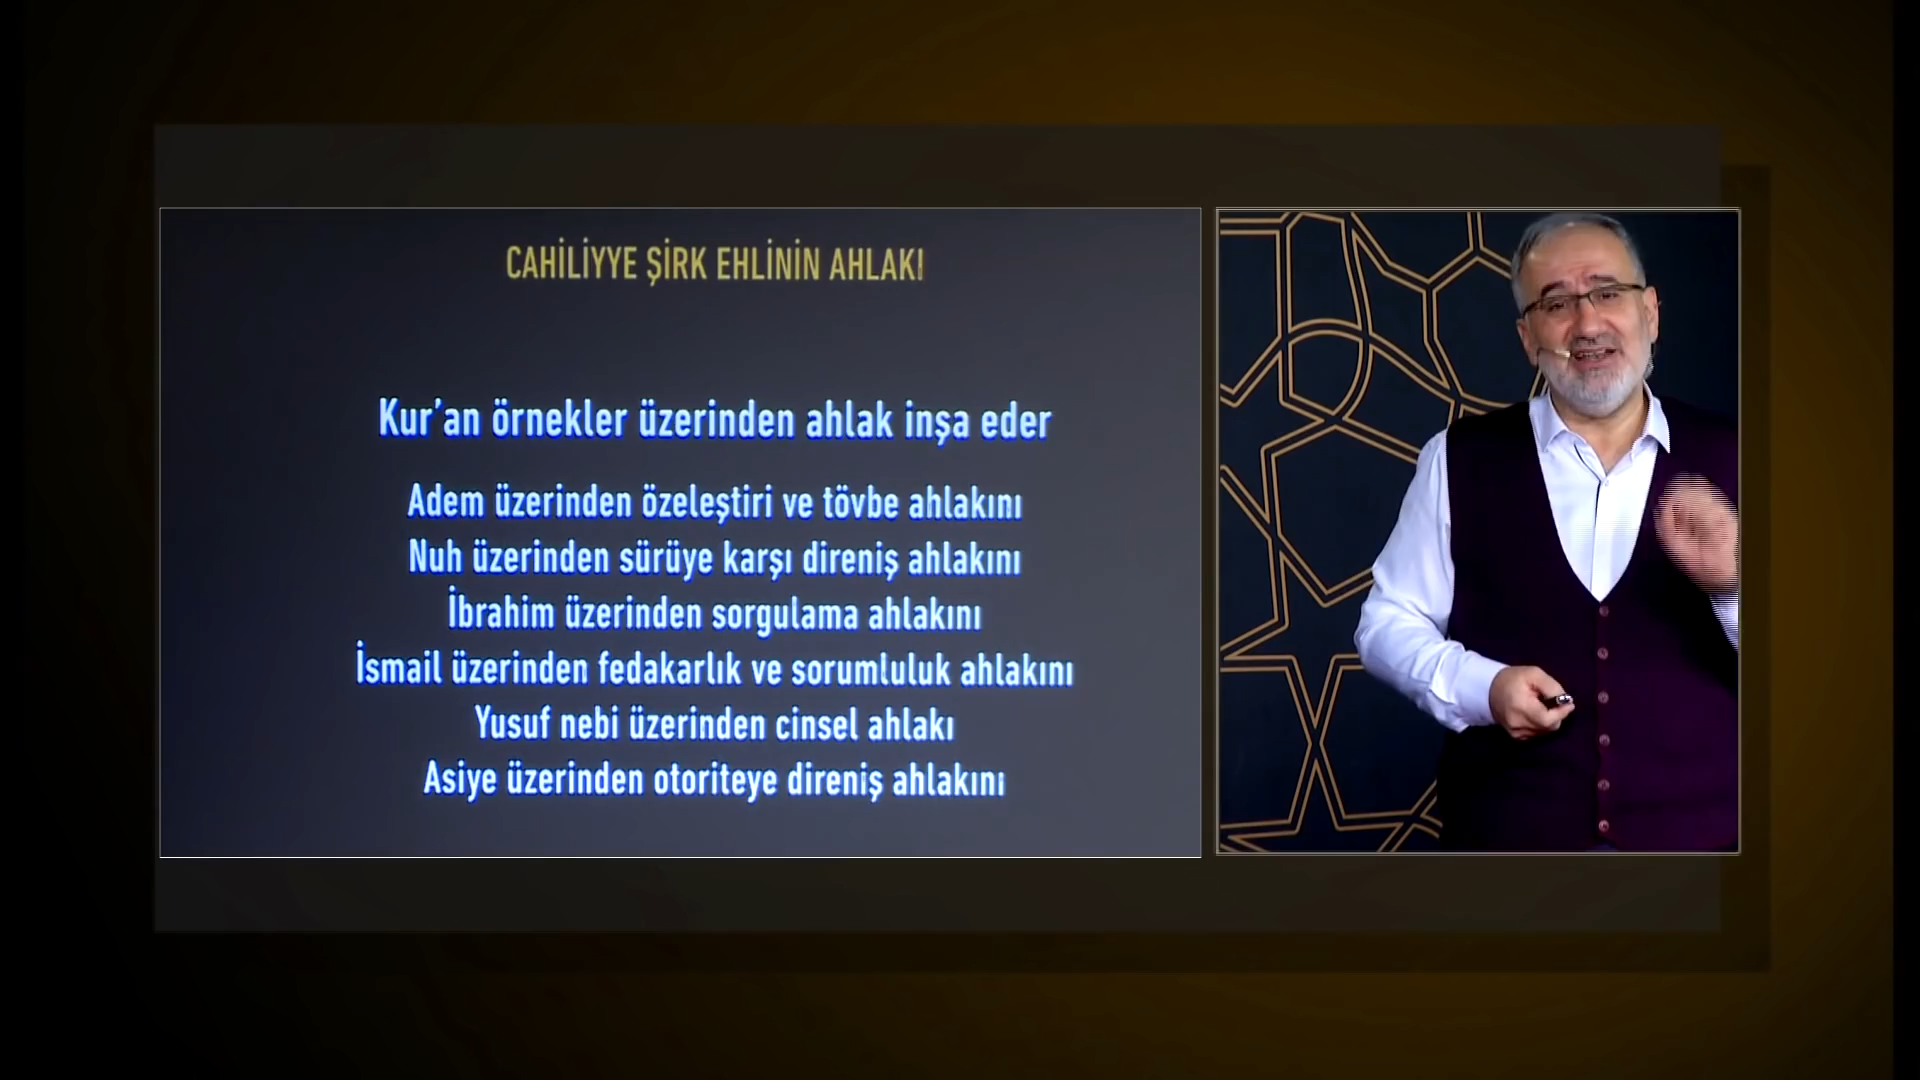 CAHİLİYYE ŞİRK EHLİNİN AHLAKI
Kur'an örnekler üzerinden ahlak inşa eder
Adem üzerinden özeleştiri ve tövbe ahlakını
Nuh üzerinden sürüye karşı direniş ahlakını
İbrahim üzerinden sorgulama ahlakını
İsmail üzerinden fedakarlık ve sorumluluk ahlakını
Yusuf nebi üzerinden cinsel ahlakı
Asiye üzerinden otoriteye direniş ahlakını